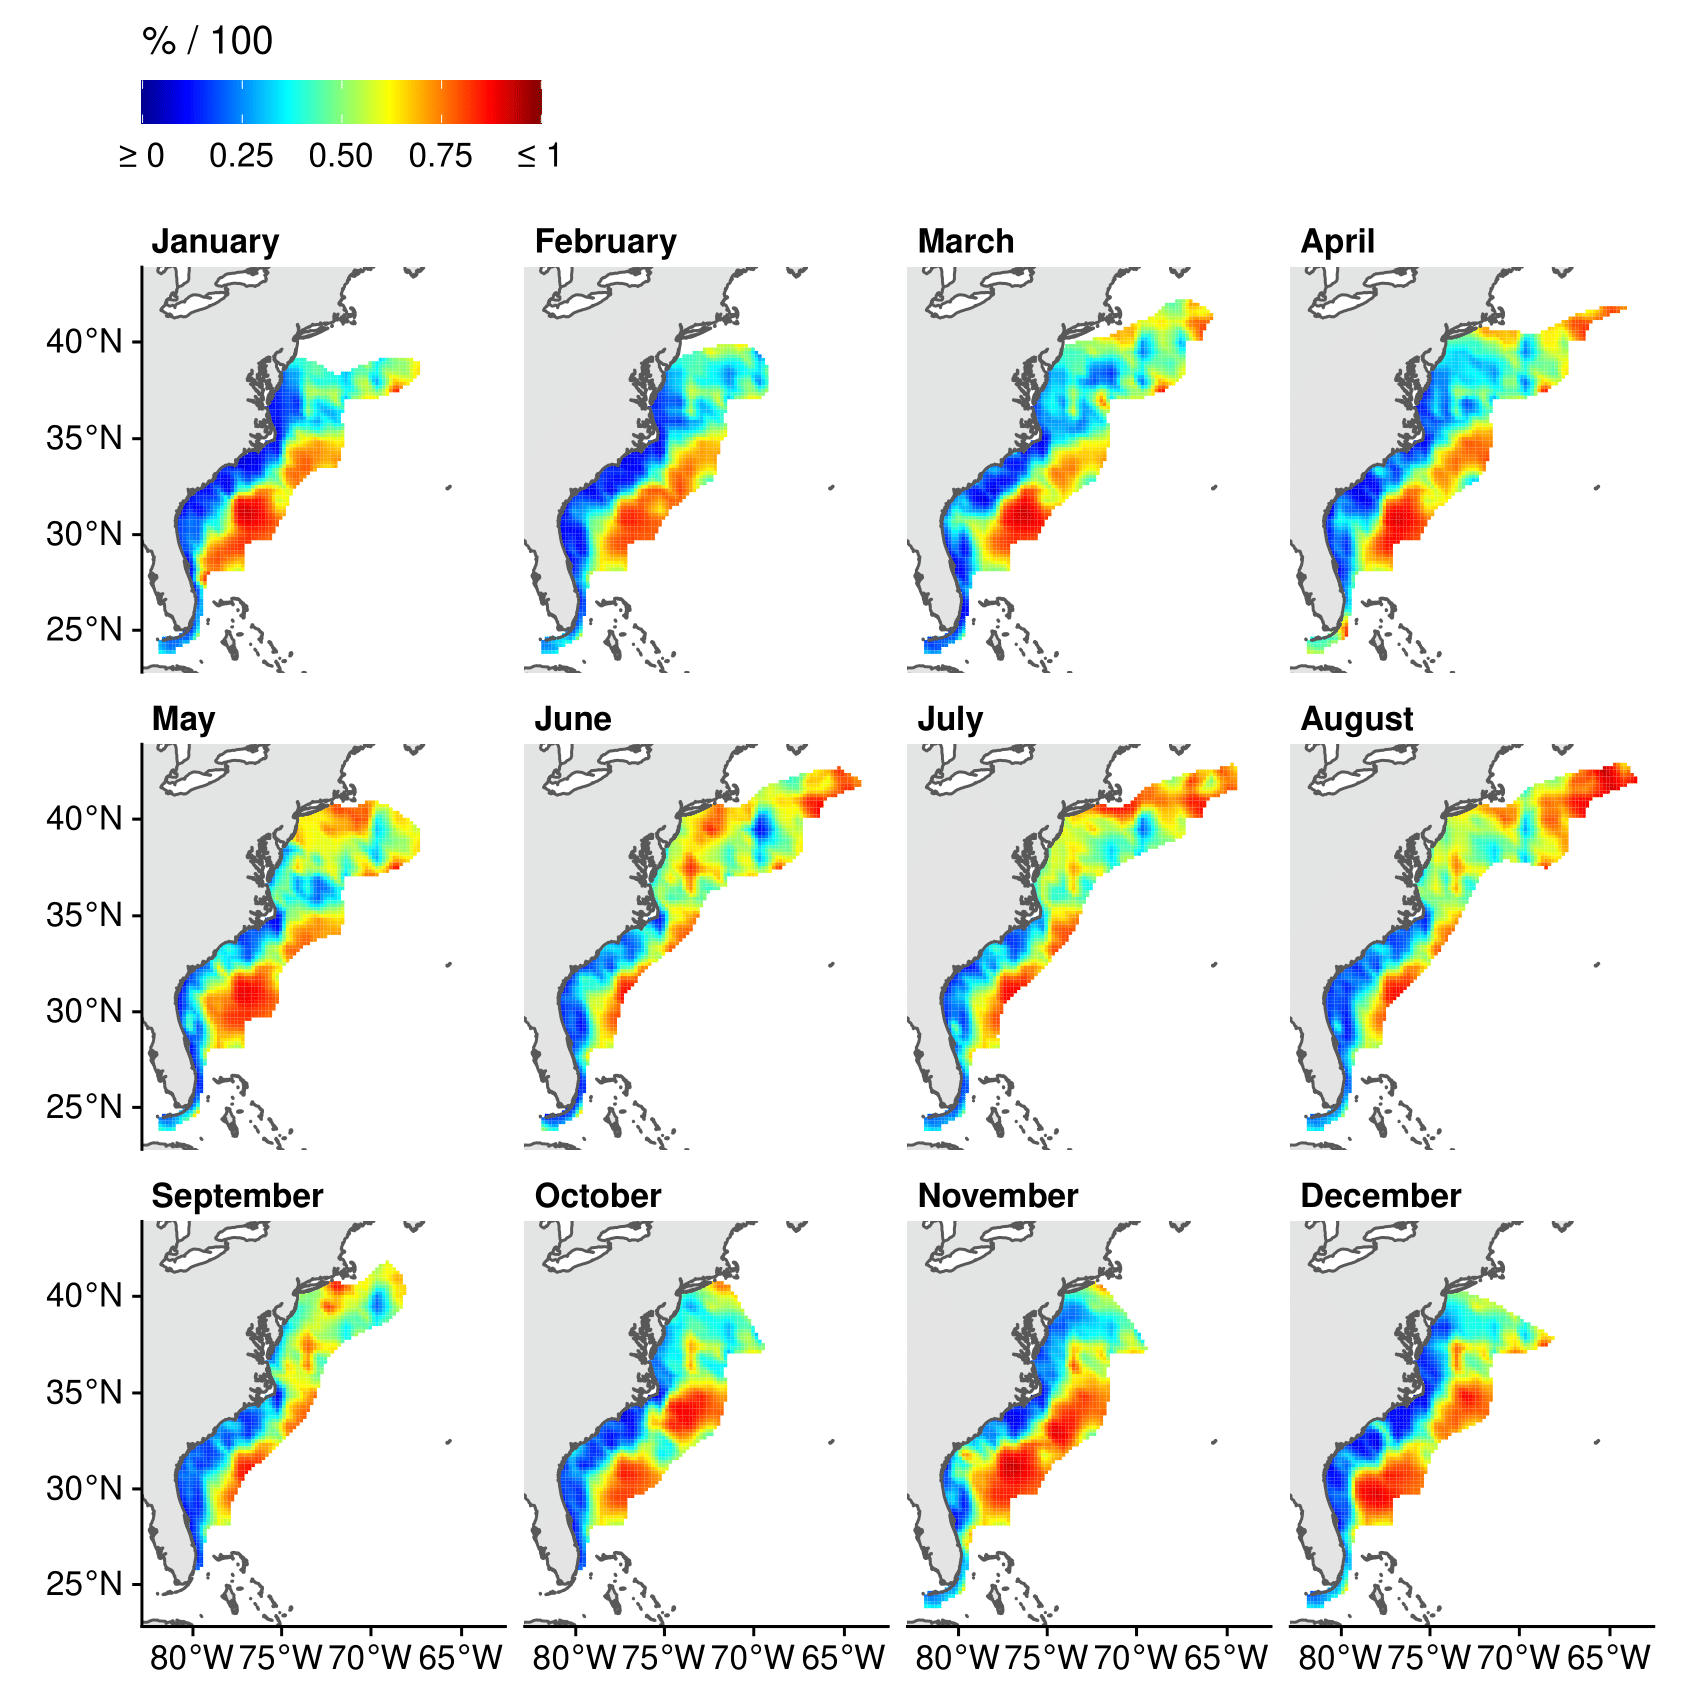 % / 100
≥ 0 0.25 0.50 0.75 ≤ 1
January February March April
40°N
35°N
30°N
25°N
May June July August
40°N
35°N
30°N
25°N
September October November December
40°N
35°N
30°N
25°N
80°W 75°W 70°W 65°W 80°W 75°W 70°W 65°W 80°W 75°W 70°W 65°W 80°W 75°W 70°W 65°W